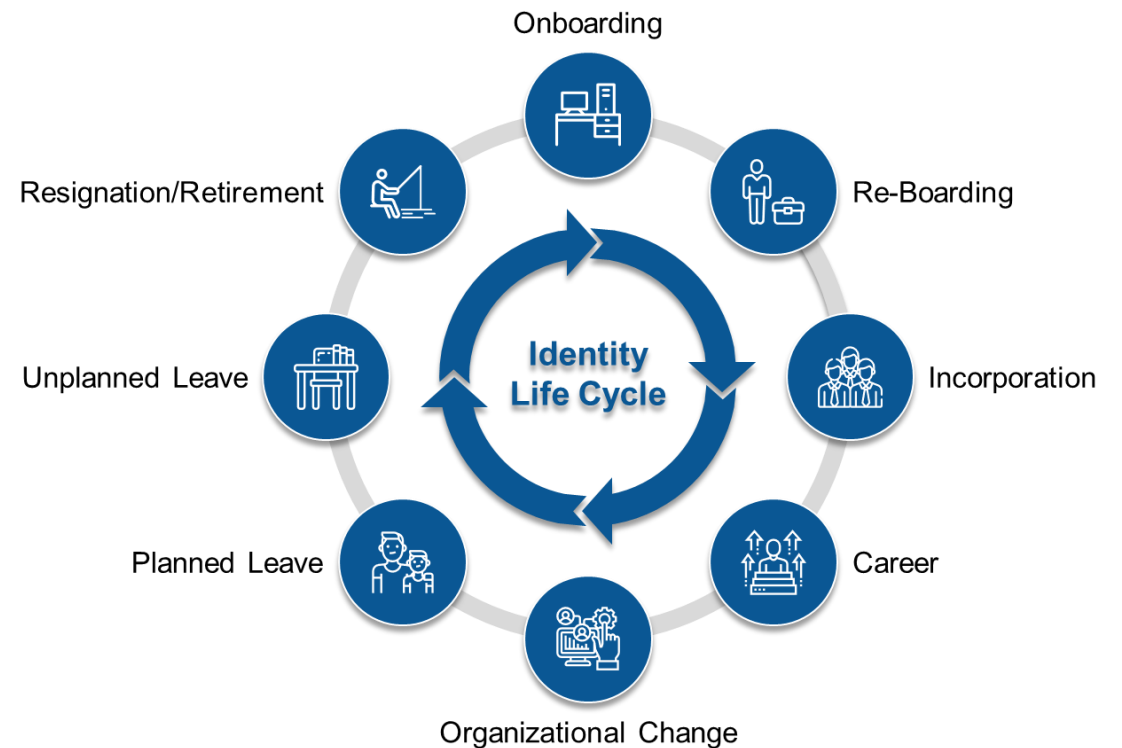 Onboarding
Re-Boarding
Incorporation
Career
Organizational Change
Planned Leave
Unplanned Leave
Resignation/Retirement
Identity
Life Cycle